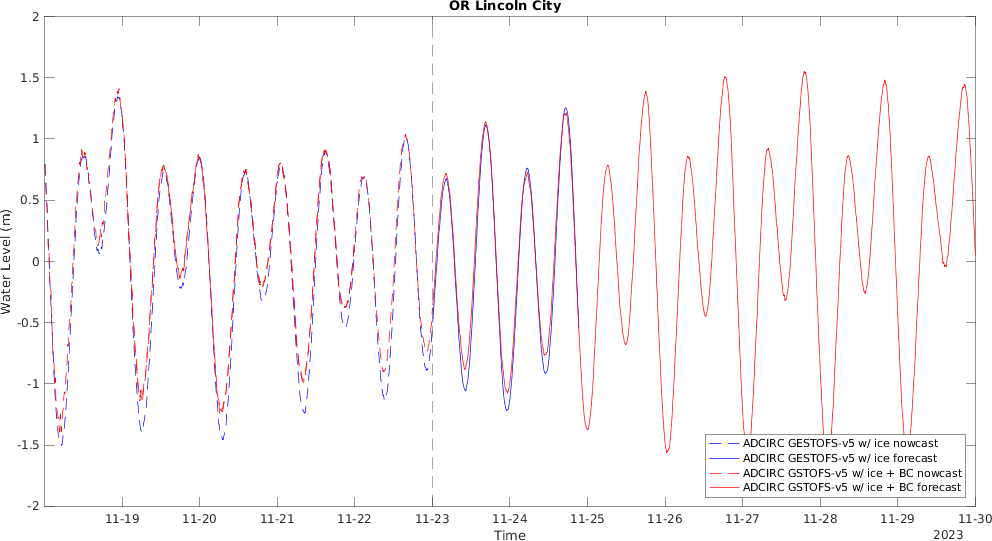 OR Lincoln City
2
1.5
1
0.5
0
-0.5
-1
-1.5
-2
Water Level (m)
11-19 11-20 11-21 11-22 11-23 11-24 11-25 11-26 11-27 11-28 11-29 11-30
Time
2023
ADCIRC GESTOFS-v5 w/ ice nowcast
ADCIRC GESTOFS-v5 w/ ice forecast
ADCIRC GSTOFS-v5 w/ ice + BC nowcast
ADCIRC GSTOFS-v5 w/ ice + BC forecast